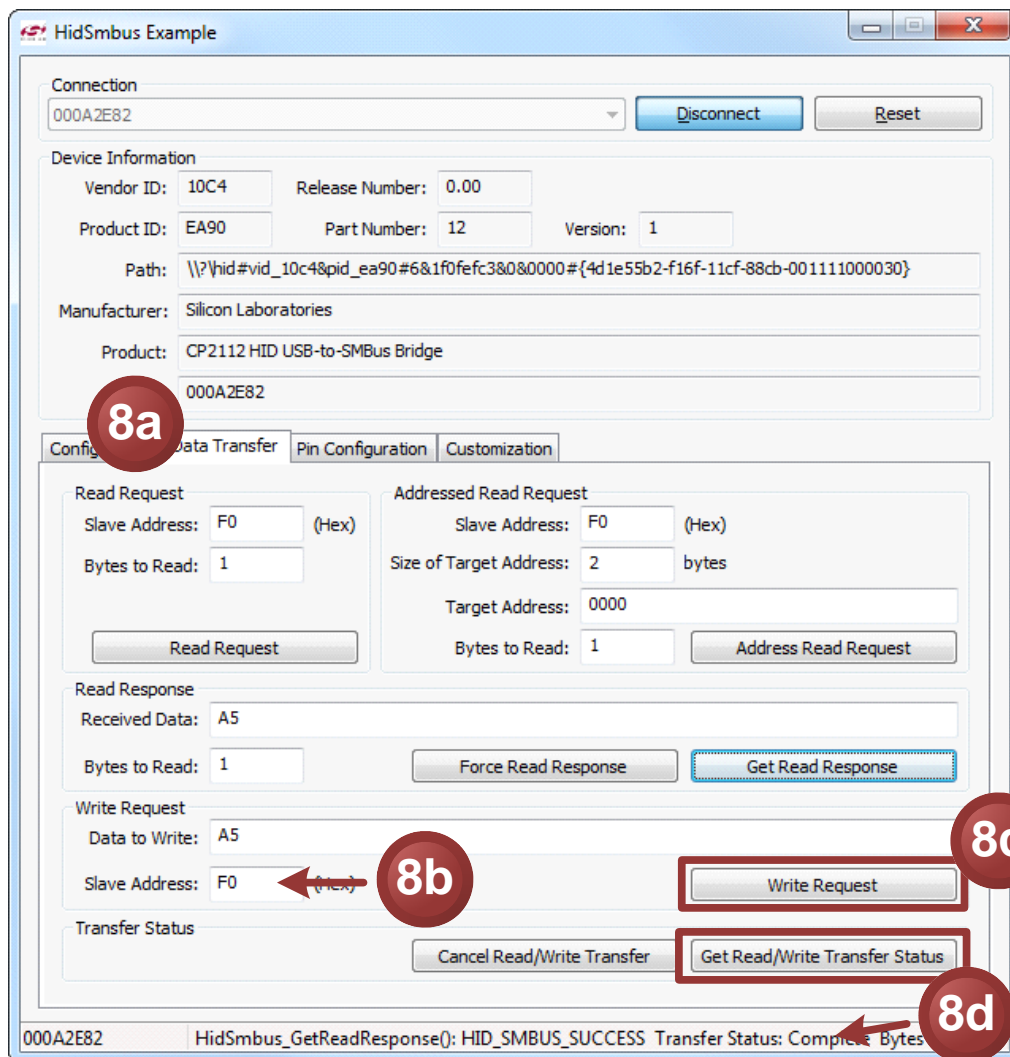 HidSmbus Example
Connection
000A2E82 Disconnect Reset
Device Information
Vendor ID: 10C4 Release Number: 0.00
Product ID: EA90 Part Number: 12 Version: 1
Path: \\?\hid#vid_10c4&pid_ea90#6&1f0fefc3&0&0000#{4d1e55b2-f16f-11cf-88cb-001111000030}
Manufacturer: Silicon Laboratories
Product: CP2112 HID USB-to-SMBus Bridge
000A2E82
8a
Config Data Transfer Pin Configuration Customization
Read Request Addressed Read Request
Slave Address: F0 (Hex) Slave Address: F0 (Hex)
Bytes to Read: 1 Size of Target Address: 2 bytes
Target Address: 0000
Read Request Bytes to Read: 1 Address Read Request
Read Response
Received Data: A5
Bytes to Read: 1 Force Read Response Get Read Response
Write Request
Data to Write: A5
8c
Slave Address: F0 (Hex) 8b Write Request
Transfer Status
Cancel Read/Write Transfer Get Read/Write Transfer Status
8d
000A2E82 HidSmbus_GetReadResponse(): HID_SMBUS_SUCCESS Transfer Status: Complete Bytes